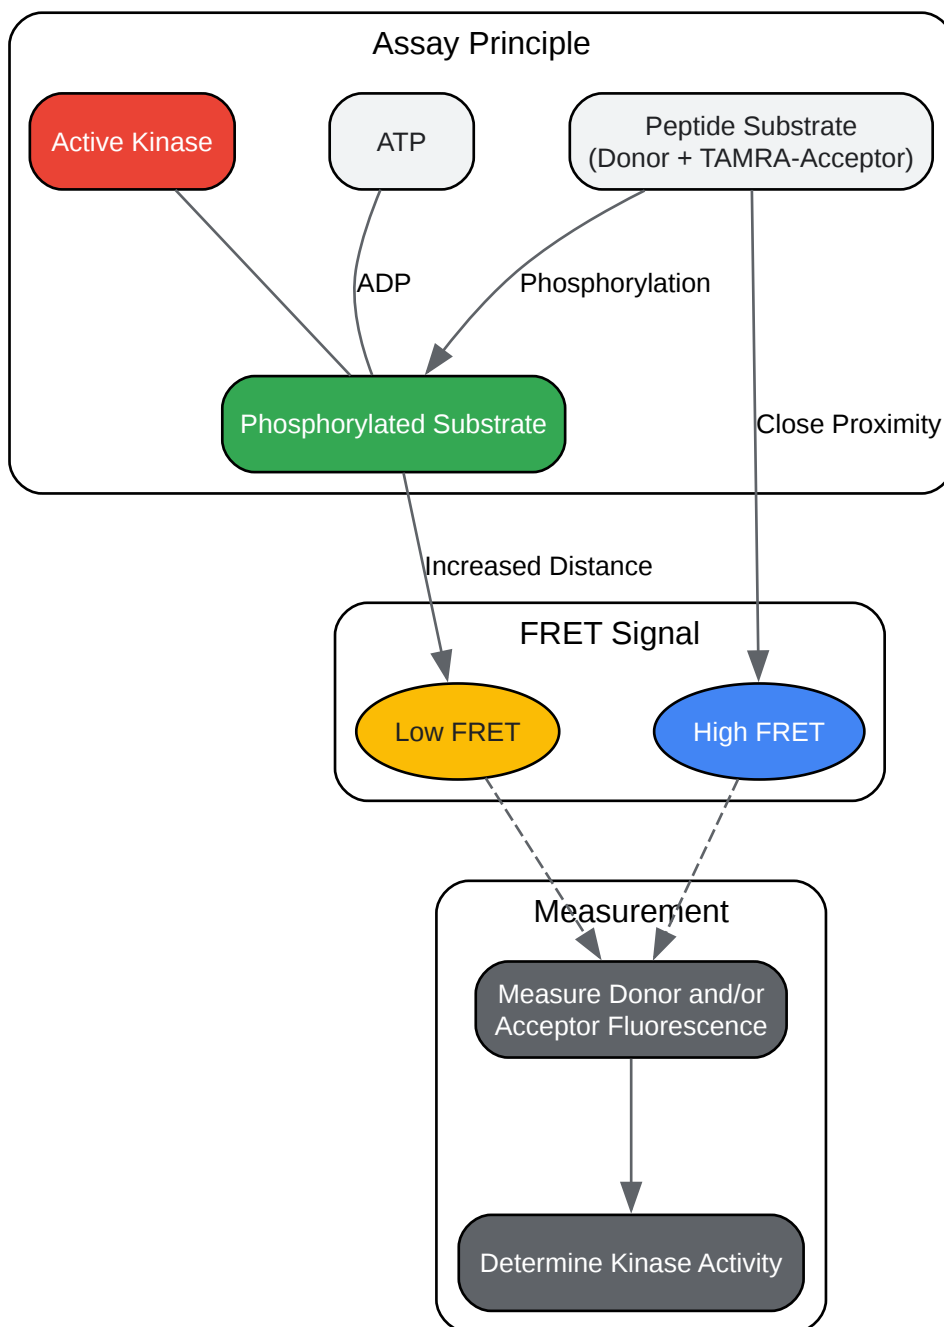 Assay Principle
Active Kinase
ATP
Peptide Substrate
(Donor + TAMRA-Acceptor)
ADP
Phosphorylation
Phosphorylated Substrate
Close Proximity
Increased Distance
FRET Signal
Low FRET
High FRET
Measurement
Measure Donor and/or
Acceptor Fluorescence
Determine Kinase Activity